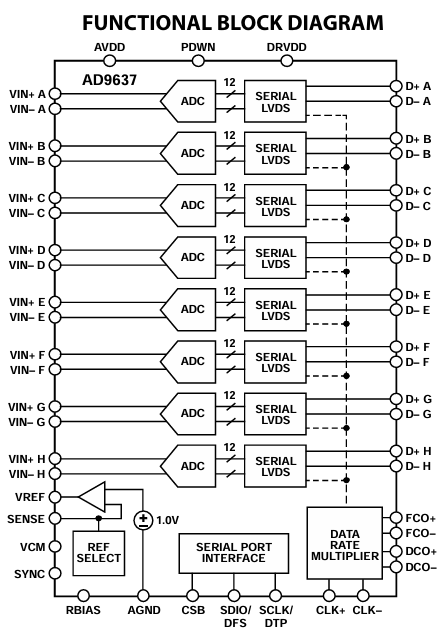 FUNCTIONAL BLOCK DIAGRAM
AVDD PDWN DRVDD
AD9637
VIN+ A 12 D+ A
VIN– A ADC SERIAL LVDS D– A
VIN+ B 12 D+ B
VIN– B ADC SERIAL LVDS D– B
VIN+ C 12 D+ C
VIN– C ADC SERIAL LVDS D– C
VIN+ D 12 D+ D
VIN– D ADC SERIAL LVDS D– D
VIN+ E 12 D+ E
VIN– E ADC SERIAL LVDS D– E
VIN+ F 12 D+ F
VIN– F ADC SERIAL LVDS D– F
VIN+ G 12 D+ G
VIN– G ADC SERIAL LVDS D– G
VIN+ H 12 D+ H
VIN– H ADC SERIAL LVDS D– H
VREF
SENSE
1.0V
REF
SELECT
VCM
SYNC
SERIAL PORT
INTERFACE
DATA
RATE
MULTIPLIER
FCO+
FCO–
DCO+
DCO–
RBIAS AGND CSB SDIO/ SCLK/ CLK+ CLK–
DFS DTP